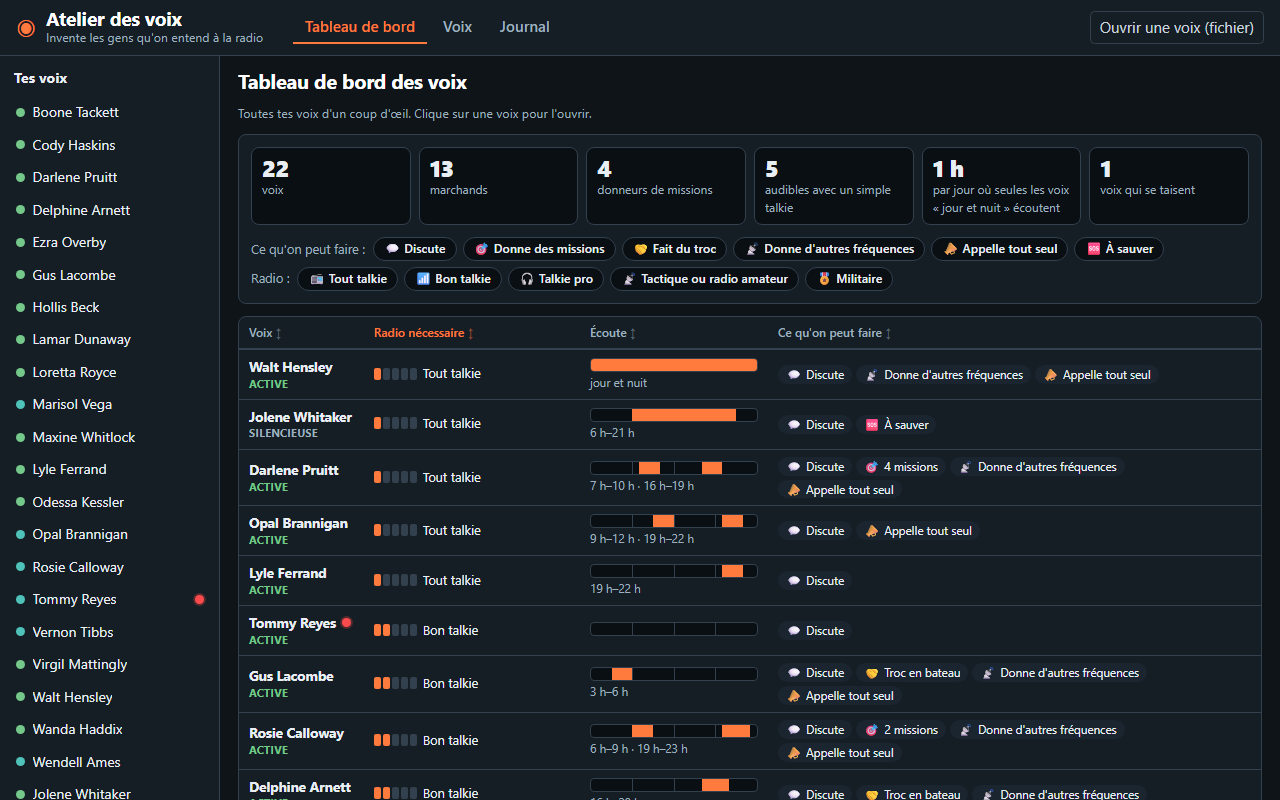 Atelier des voix
Invente les gens qu'on entend à la radio
Tableau de bord
Voix
Journal
Ouvrir une voix (fichier)
Tes voix
Boone Tackett
Cody Haskins
Darlene Pruitt
Delphine Arnett
Ezra Overby
Gus Lacombe
Hollis Beck
Lamar Dunaway
Loretta Royce
Marisol Vega
Maxine Whitlock
Lyle Ferrand
Odessa Kessler
Opal Brannigan
Rosie Calloway
Tommy Reyes
Vernon Tibbs
Virgil Mattingly
Walt Hensley
Wanda Haddix
Wendell Ames
Jolene Whitaker
Tableau de bord des voix
Toutes tes voix d'un coup d'œil. Clique sur une voix pour l'ouvrir.
22
voix
13
marchands
4
donneurs de missions
5
audibles avec un simple
talkie
1 h
par jour où seules les voix
« jour et nuit » écoutent
1
voix qui se taisent
Ce qu'on peut faire :
Discute
Donne des missions
Fait du troc
Donne d'autres fréquences
Appelle tout seul
À sauver
Radio :
Tout talkie
Bon talkie
Talkie pro
Tactique ou radio amateur
Militaire
Voix ↕
Radio nécessaire ↕
Écoute ↕
Ce qu'on peut faire ↕
Walt Hensley
ACTIVE
Tout talkie
jour et nuit
Discute
Donne d'autres fréquences
Appelle tout seul
Jolene Whitaker
SILENCIEUSE
Tout talkie
6 h–21 h
Discute
À sauver
Darlene Pruitt
ACTIVE
Tout talkie
7 h–10 h · 16 h–19 h
Discute
4 missions
Donne d'autres fréquences
Appelle tout seul
Opal Brannigan
ACTIVE
Tout talkie
9 h–12 h · 19 h–22 h
Discute
Appelle tout seul
Lyle Ferrand
ACTIVE
Tout talkie
19 h–22 h
Discute
Tommy Reyes
ACTIVE
Bon talkie
Discute
Gus Lacombe
ACTIVE
Bon talkie
3 h–6 h
Discute
Troc en bateau
Donne d'autres fréquences
Appelle tout seul
Rosie Calloway
ACTIVE
Bon talkie
6 h–9 h · 19 h–23 h
Discute
2 missions
Donne d'autres fréquences
Appelle tout seul
Delphine Arnett
Bon talkie
Discute
Troc en bateau
Donne d'autres fréquences